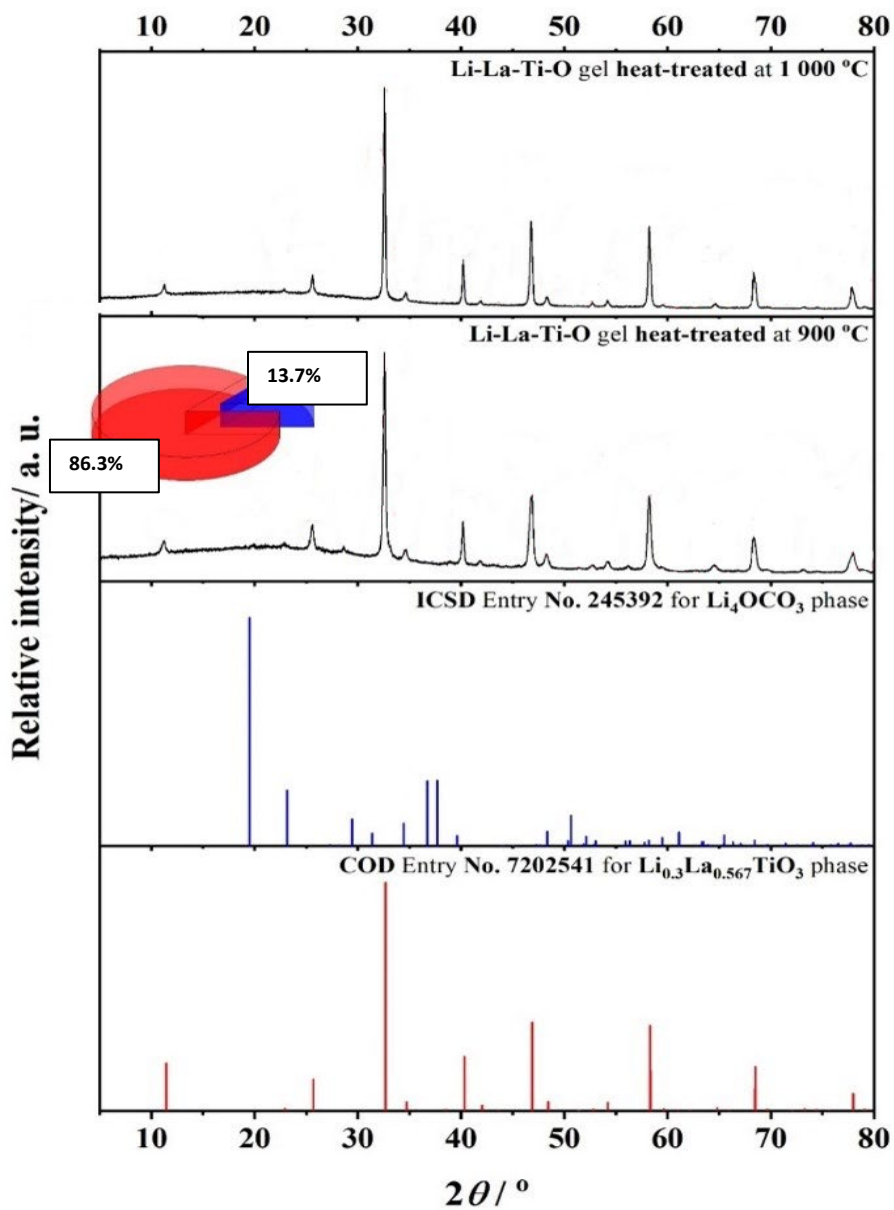 10 20 30 40 50 60 70 80
Li-La-Ti-O gel heat-treated at 1 000 °C
Li-La-Ti-O gel heat-treated at 900 °C
13.7%
86.3%
Relative intensity/ a. u.
ICSD Entry No. 245392 for Li₄OCO₃ phase
COD Entry No. 7202541 for Li₀.₃La₀.₅₆₇TiO₃ phase
10 20 30 40 50 60 70 80
2θ / °